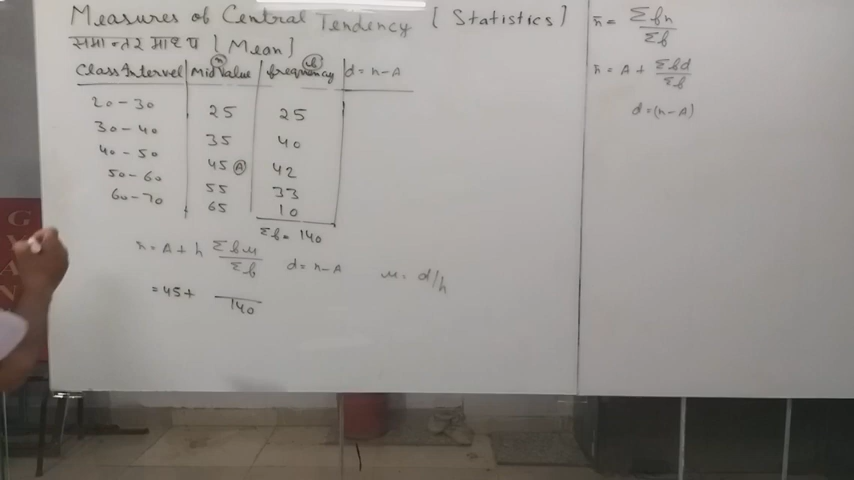 Measures of Central Tendency [Statistics]
समान्तर माध्य [Mean]
Class Interval | Mid Value (x) | frequency (f) | d = x - A
20 - 30 25 25
30 - 40 35 40
40 - 50 45 (A) 42
50 - 60 55 33
60 - 70 65 10
Σf = 140
x̄ = A + h Σfu / Σf d = x - A u = d/h
= 45 + / 140
x̄ = Σfx / Σf
x̄ = A + Σfd / Σf
d = (x - A)
GYAN